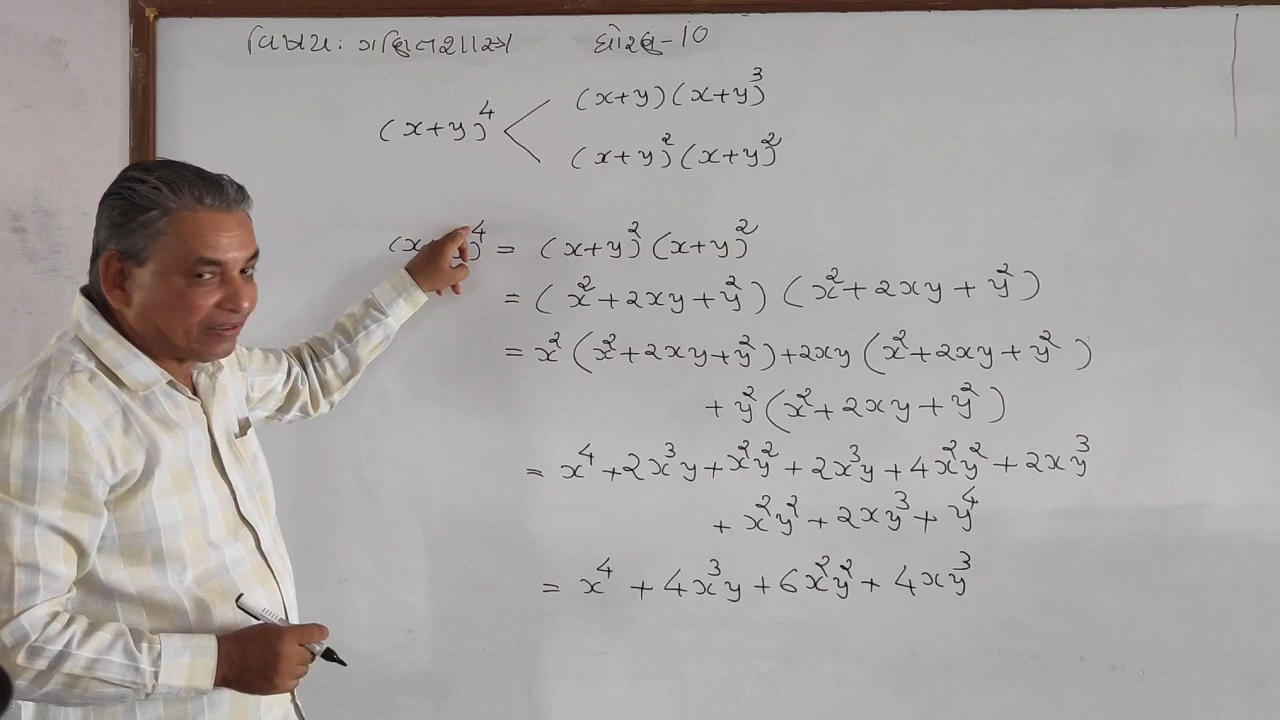 વિષય: ગણિતશાસ્ત્ર ધોરણ-10
(x+y)⁴ < (x+y)(x+y)³
(x+y)²(x+y)²
(x+y)⁴ = (x+y)²(x+y)²
= (x²+2xy+y²) (x²+2xy+y²)
= x²(x²+2xy+y²)+2xy(x²+2xy+y²)
+ y²(x²+2xy+y²)
= x⁴+2x³y+x²y²+2x³y+4x²y²+2xy³
+ x²y²+2xy³+y⁴
= x⁴+4x³y+6x²y²+4xy³